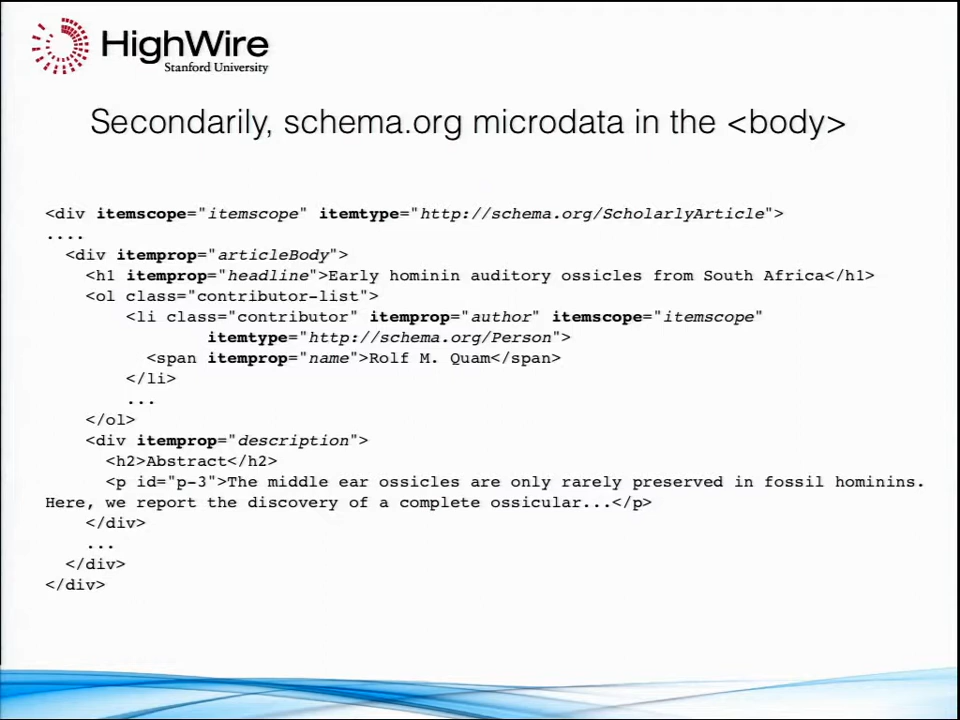 HighWire
Stanford University
Secondarily, schema.org microdata in the <body>
<div itemscope="itemscope" itemtype="http://schema.org/ScholarlyArticle">
....
<div itemprop="articleBody">
<h1 itemprop="headline">Early hominin auditory ossicles from South Africa</h1>
<ol class="contributor-list">
<li class="contributor" itemprop="author" itemscope="itemscope"
itemtype="http://schema.org/Person">
<span itemprop="name">Rolf M. Quam</span>
</li>
...
</ol>
<div itemprop="description">
<h2>Abstract</h2>
<p id="p-3">The middle ear ossicles are only rarely preserved in fossil hominins.
Here, we report the discovery of a complete ossicular...</p>
</div>
...
</div>
</div>